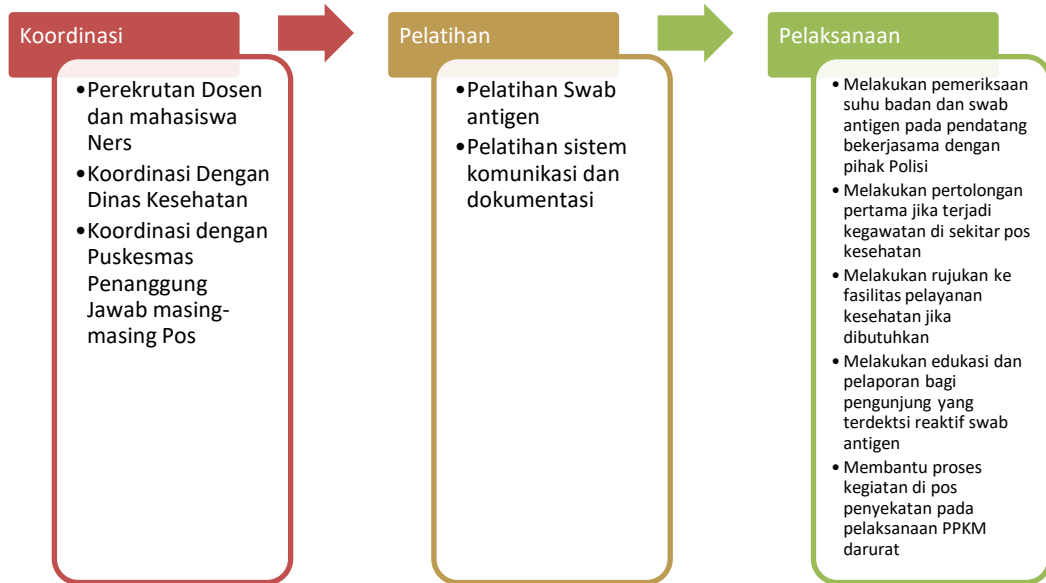 Koordinasi
•Perekrutan Dosen
dan mahasiswa
Ners
•Koordinasi Dengan
Dinas Kesehatan
•Koordinasi dengan
Puskesmas
Penanggung
Jawab masing-
masing Pos
Pelatihan
•Pelatihan Swab
antigen
•Pelatihan sistem
komunikasi dan
dokumentasi
Pelaksanaan
•Melakukan pemeriksaan
suhu badan dan swab
antigen pada pendatang
bekerjasama dengan
pihak Polisi
•Melakukan pertolongan
pertama jika terjadi
kegawatan di sekitar pos
kesehatan
•Melakukan rujukan ke
fasilitas pelayanan
kesehatan jika
dibutuhkan
•Melakukan edukasi dan
pelaporan bagi
pengunjung yang
terdektsi reaktif swab
antigen
•Membantu proses
kegiatan di pos
penyekatan pada
pelaksanaan PPKM
darurat